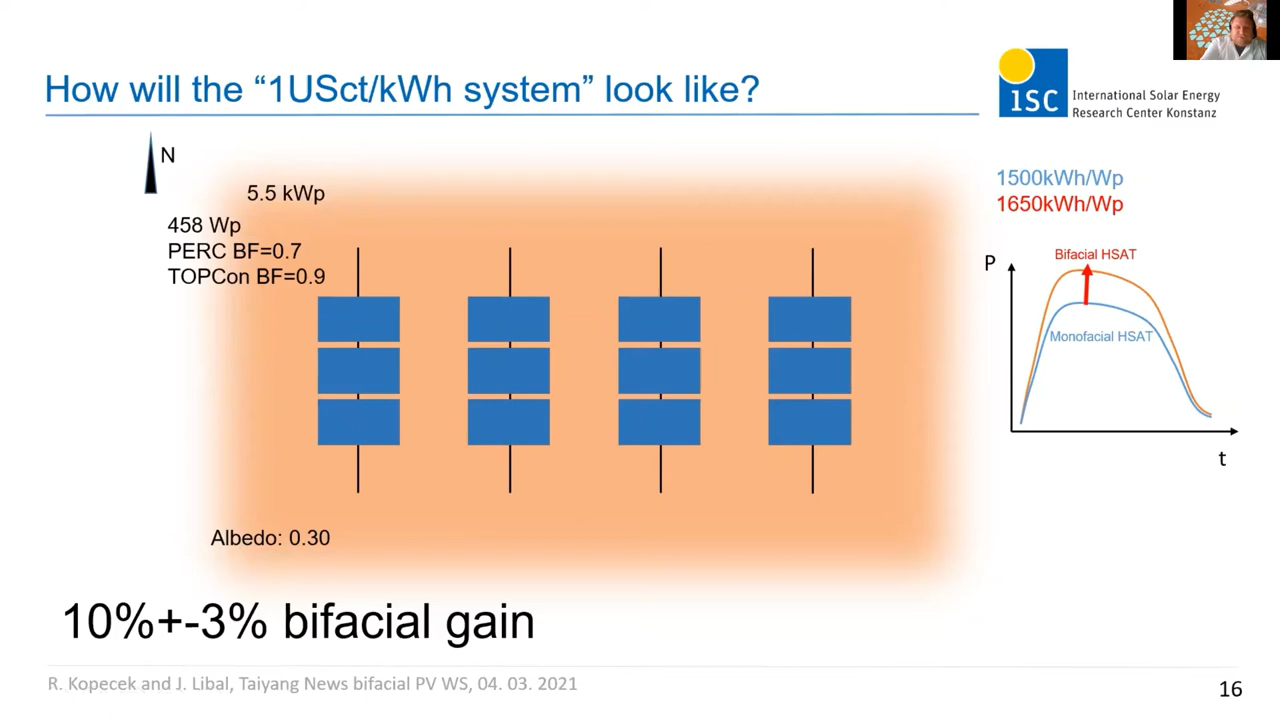 How will the “1USct/kWh system” look like?
ISC
International Solar Energy
Research Center Konstanz
N
5.5 kWp
458 Wp
PERC BF=0.7
TOPCon BF=0.9
Albedo: 0.30
1500kWh/Wp
1650kWh/Wp
P
Bifacial HSAT
Monofacial HSAT
t
10%+-3% bifacial gain
R. Kopecek and J. Libal, Taiyang News bifacial PV WS, 04. 03. 2021
16